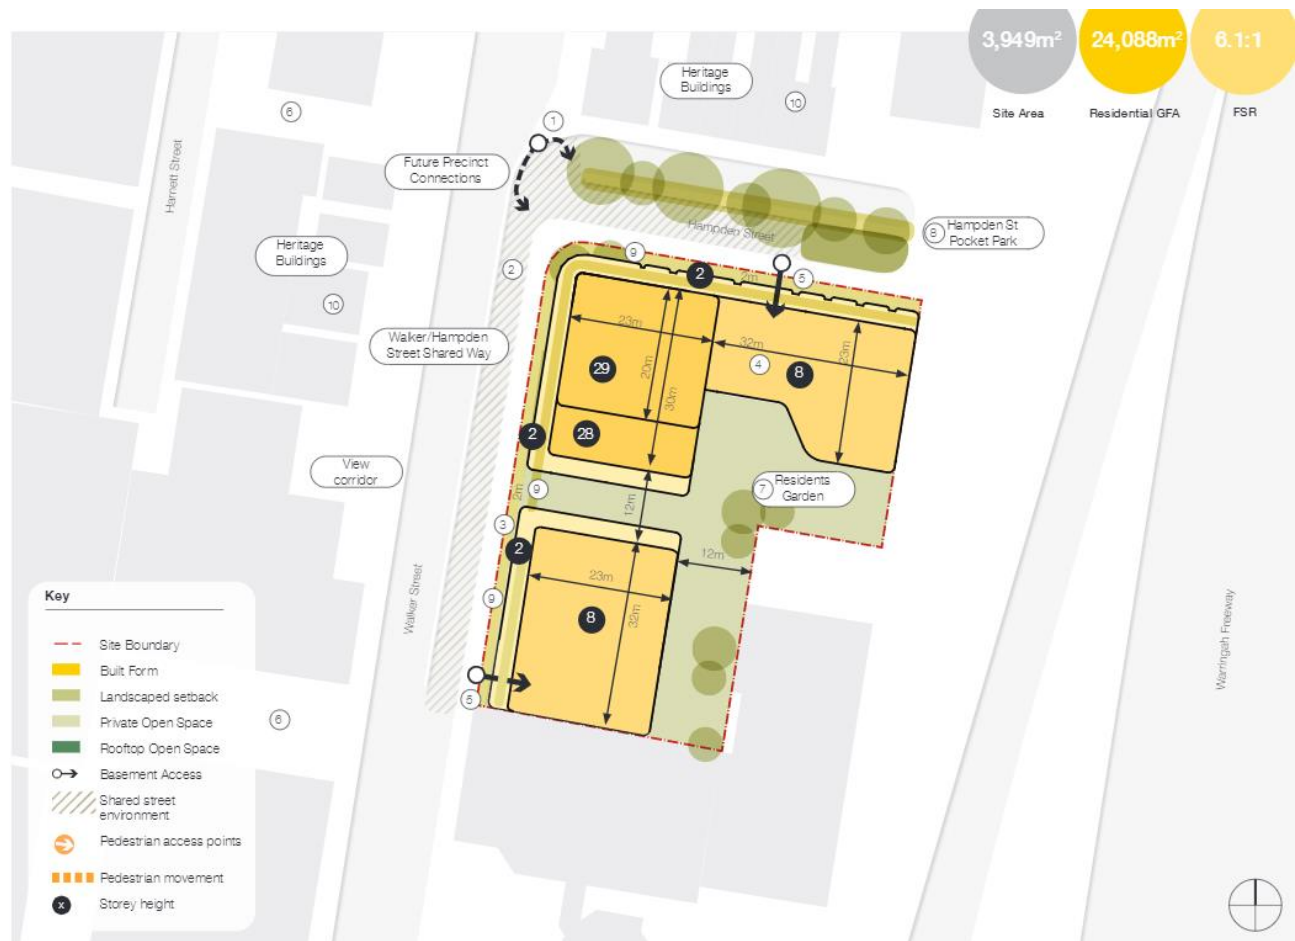 3,949m²
24,088m²
6.1:1
Site Area
Residential GFA
FSR
Heritage
Buildings
10
6
1
Harnett Street
Future Precinct
Connections
Hampden Street
8
Hampden St
Pocket Park
Heritage
Buildings
10
2
9
2
2m
5
Walker/Hampden
Street Shared Way
23m
32m
4
8
23m
29
20m
30m
28
2
View
corridor
2m
9
12m
7
Residents
Garden
3
2
12m
23m
32m
8
9
5
6
Walker Street
Warringah Freeway
Key
Site Boundary
Built Form
Landscaped setback
Private Open Space
Rooftop Open Space
Basement Access
Shared street
environment
Pedestrian access points
Pedestrian movement
x
Storey height